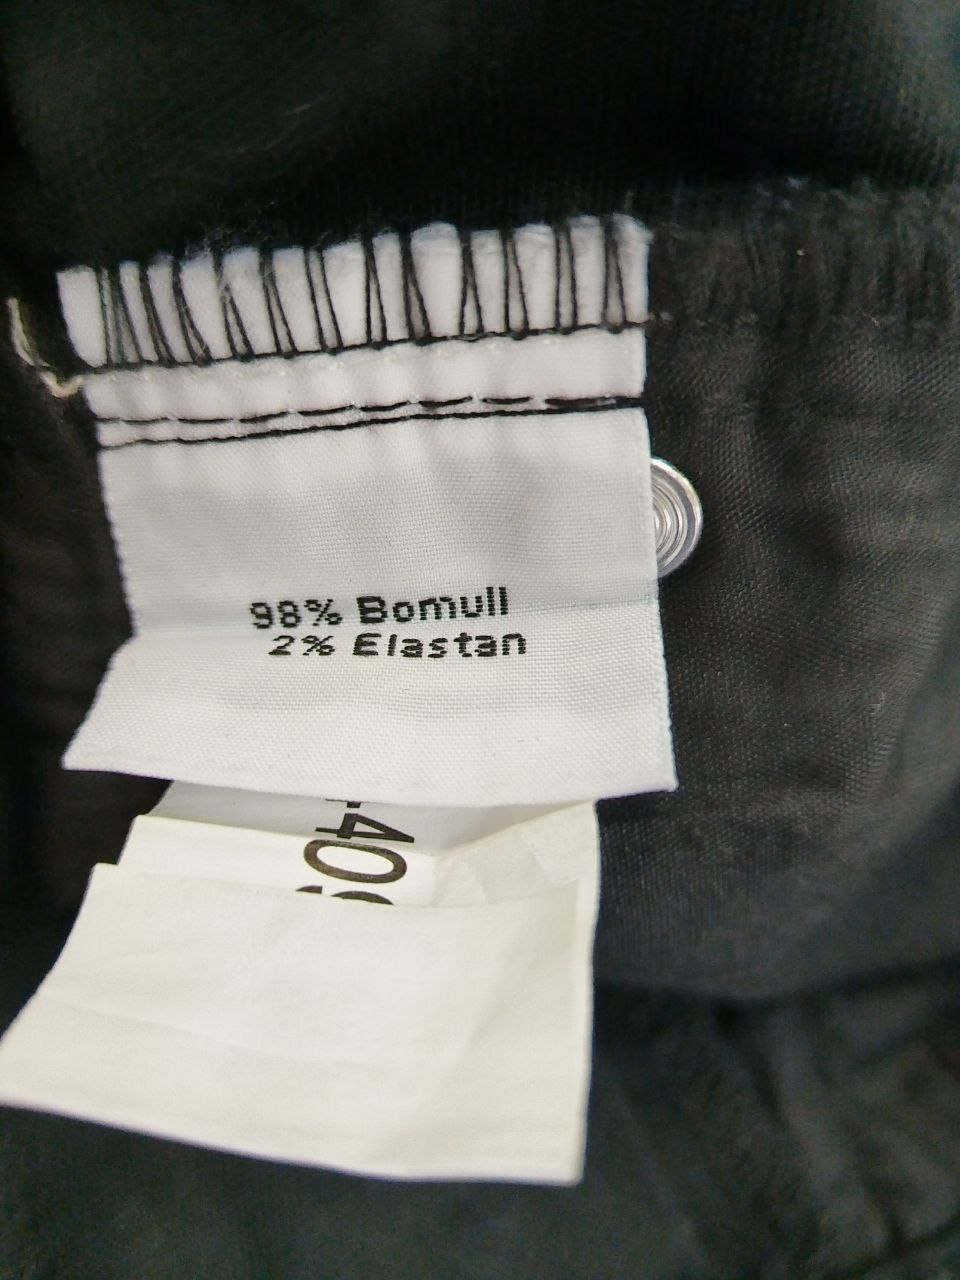 98% Bomull
2% Elastan